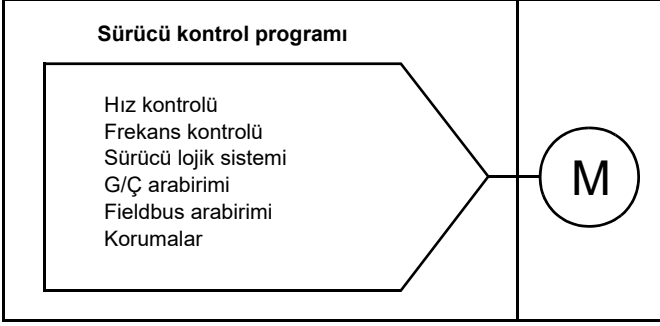 Sürücü kontrol programı
Hız kontrolü
Frekans kontrolü
Sürücü lojik sistemi
G/Ç arabirimi
Fieldbus arabirimi
Korumalar
M